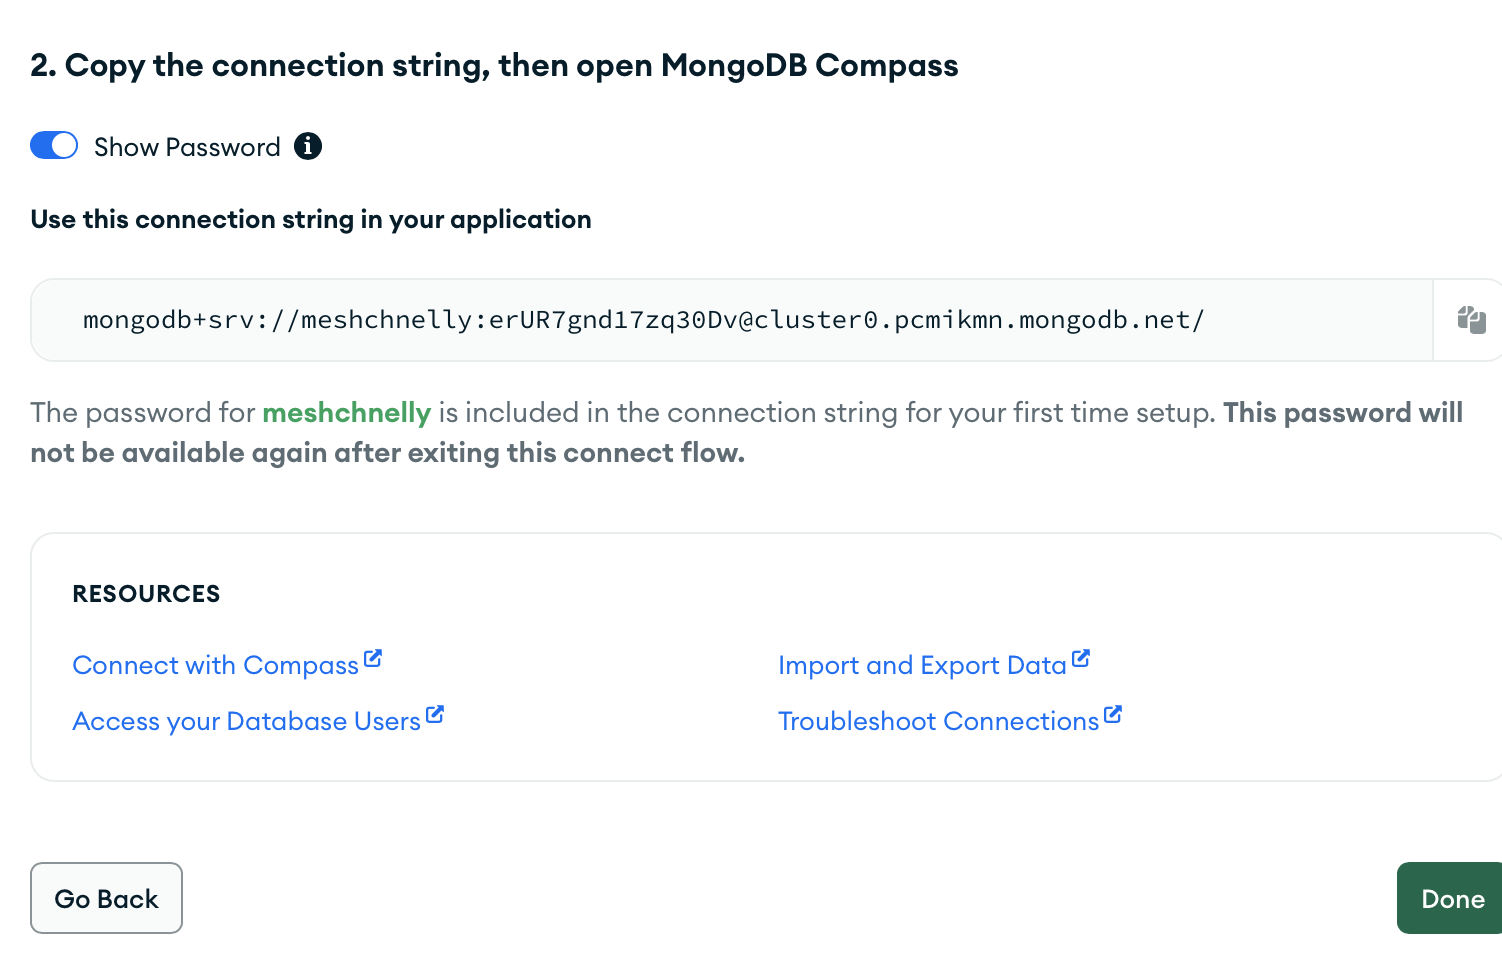 2. Copy the connection string, then open MongoDB Compass
Show Password
Use this connection string in your application
mongodb+srv://meshchnelly:erUR7gnd17zq30Dv@cluster0.pcmikmn.mongodb.net/
The password for meshchnelly is included in the connection string for your first time setup. This password will
not be available again after exiting this connect flow.
RESOURCES
Connect with Compass
Import and Export Data
Access your Database Users
Troubleshoot Connections
Go Back
Done